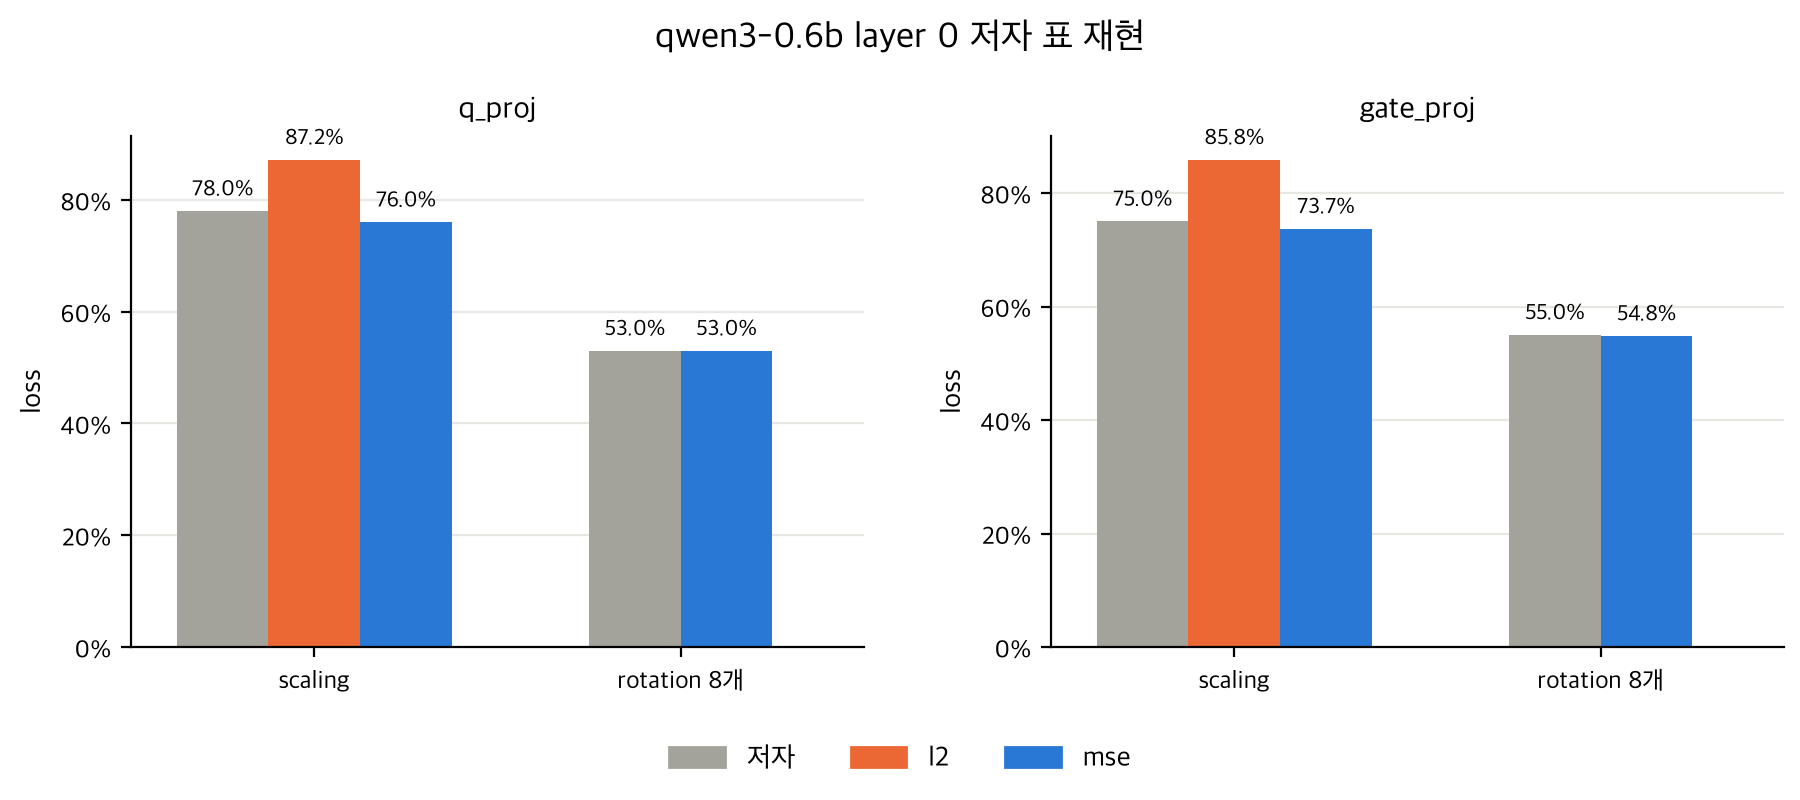 qwen3-0.6b layer 0 저자 표 재현
q_proj
loss
80%
60%
40%
20%
0%
78.0%
87.2%
76.0%
53.0%
53.0%
scaling
rotation 8개
gate_proj
loss
80%
60%
40%
20%
0%
75.0%
85.8%
73.7%
55.0%
54.8%
scaling
rotation 8개
저자
l2
mse